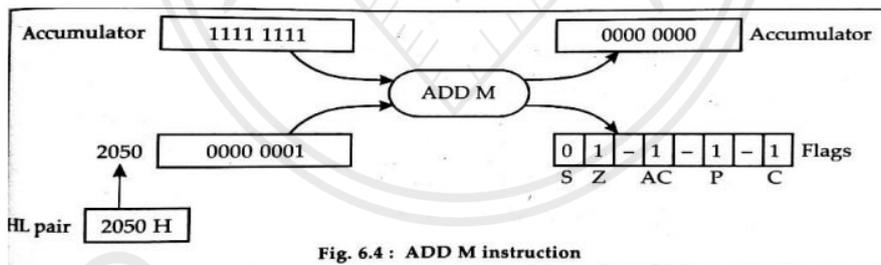 Accumulator 1111 1111 0000 0000 Accumulator
ADD M
2050 0000 0001 0 1 – 1 – 1 – 1 Flags
S Z AC P C
HL pair 2050 H
Fig. 6.4 : ADD M instruction